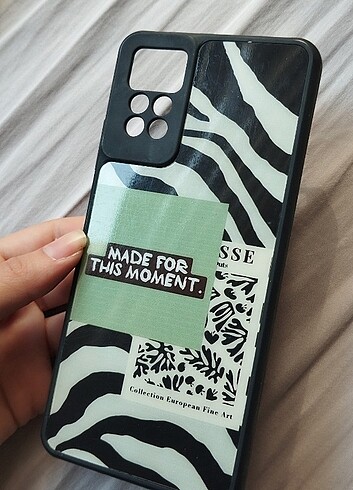 MADE FOR
THIS MOMENT.
SSE
Collection European Fine Art